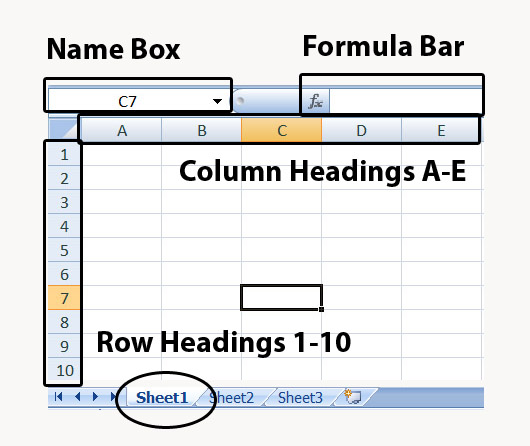 Name Box
Formula Bar
C7
fx
A B C D E
1
Column Headings A-E
2
3
4
5
6
7
8
Row Headings 1-10
9
10
Sheet1 Sheet2 Sheet3